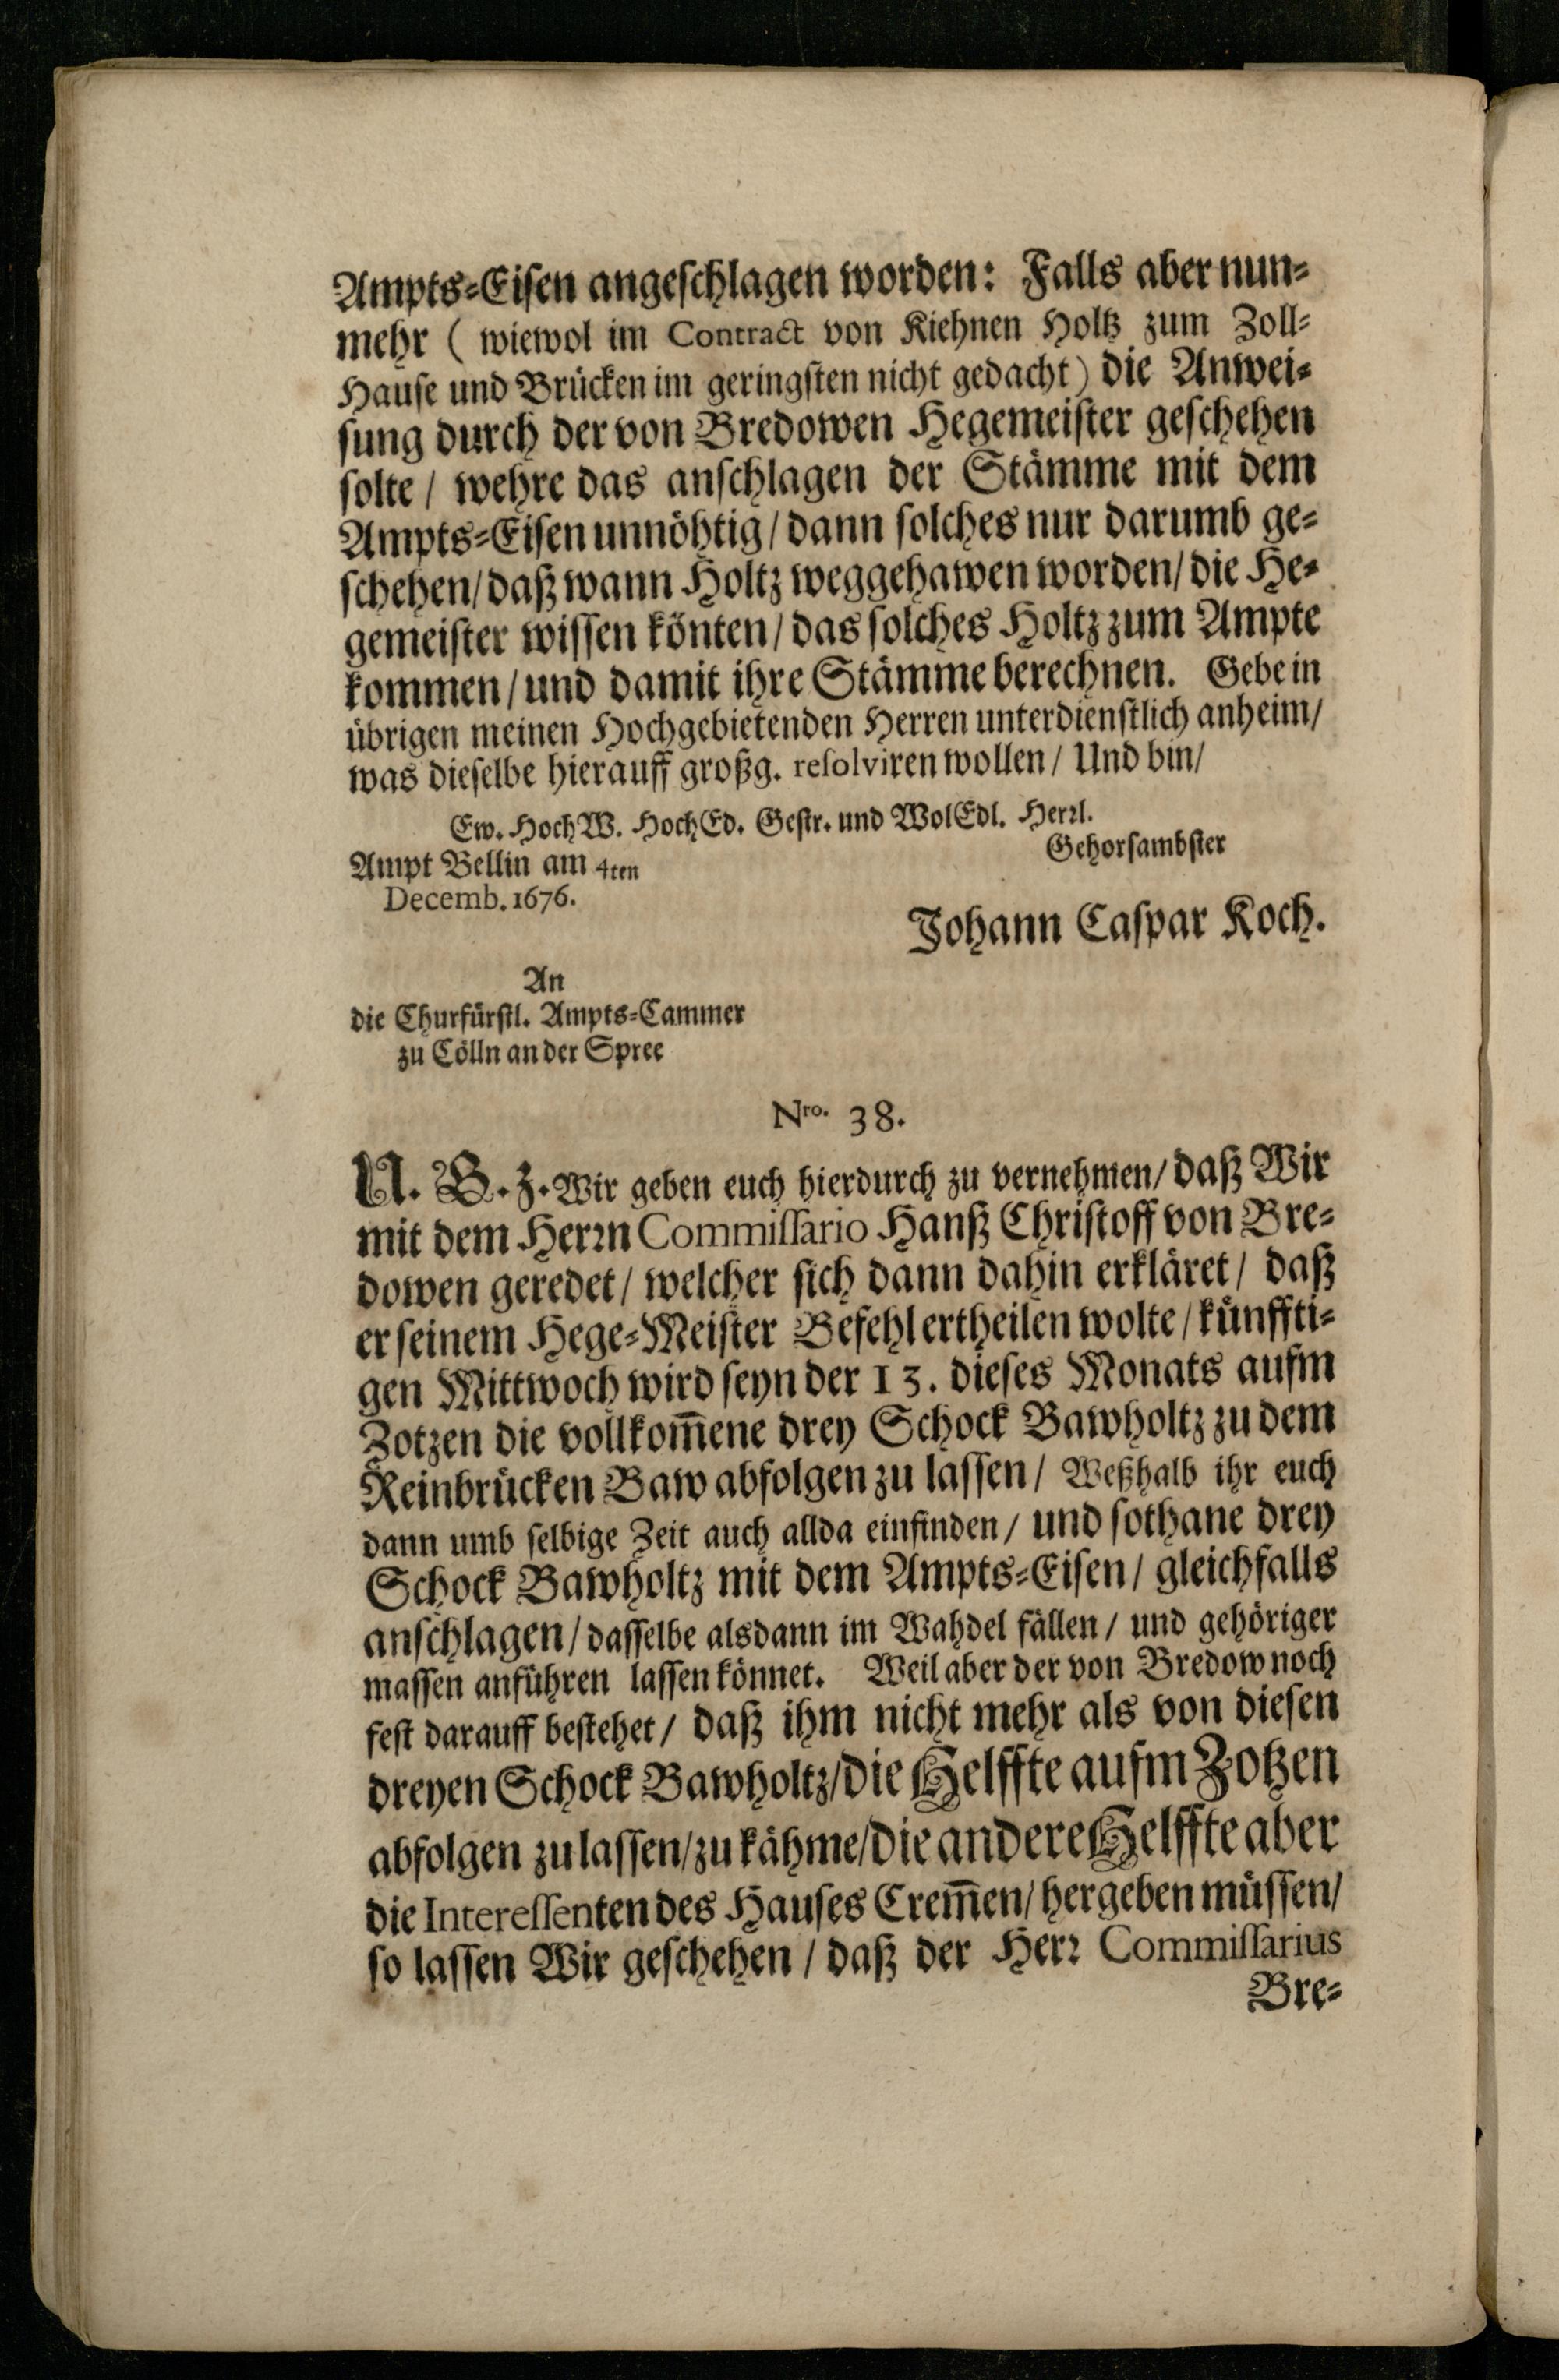 Ampts-Eisen angeschlagen worden: Falls aber nun-
mehr ( wiewol im Contract von Kiehnen Holtz zum Zoll-
Hause und Brücken im geringsten nicht gedacht) die Anwei-
sung durch der von Bredowen Hegemeister geschehen
solte / wehre das anschlagen der Stämme mit dem
Ampts-Eisen unnöhtig / dann solches nur darumb ge-
schehen/ daß wann Holtz weggehawen worden/ die He-
gemeister wissen könten / das solches Holtz zum Ampte
kommen / und damit ihre Stämme berechnen. Gebe in
übrigen meinen Hochgebietenden Herren unterdienstlich anheim/
was dieselbe hierauff großg. resolviren wollen / Und bin/
Ew. HochW. HochEd. Gestr. und WolEdl. Herrl.
Gehorsambster
Ampt Bellin am 4ten
Decemb. 1676.
Johann Caspar Koch.
An
die Churfürstl. Ampts-Cammer
zu Cölln an der Spree
Nro. 38.
U. G. z. Wir geben euch hierdurch zu vernehmen/ daß Wir
mit dem Herrn Commissario Hanß Christoff von Bre-
dowen geredet / welcher sich dann dahin erkläret / daß
er seinem Hege-Meister Befehl ertheilen wolte / künffti-
gen Mittwoch wird seyn der 13. dieses Monats aufm
Zotzen die vollkom̃ene drey Schock Bawholtz zu dem
Reinbrücken Baw abfolgen zu lassen / Weßhalb ihr euch
dann umb selbige Zeit auch allda einfinden / und sothane drey
Schock Bawholtz mit dem Ampts-Eisen / gleichfalls
anschlagen / dasselbe alsdann im Wahdel fällen / und gehöriger
massen anführen lassen könnet. Weil aber der von Bredow noch
fest darauff bestehet / daß ihm nicht mehr als von diesen
dreyen Schock Bawholtz/ die Helffte aufm Zotzen
abfolgen zu lassen/ zu kähme/ die andere Helffte aber
die Interessenten des Hauses Crem̃en/ hergeben müssen/
so lassen Wir geschehen / daß der Herr Commissarius
Bre-